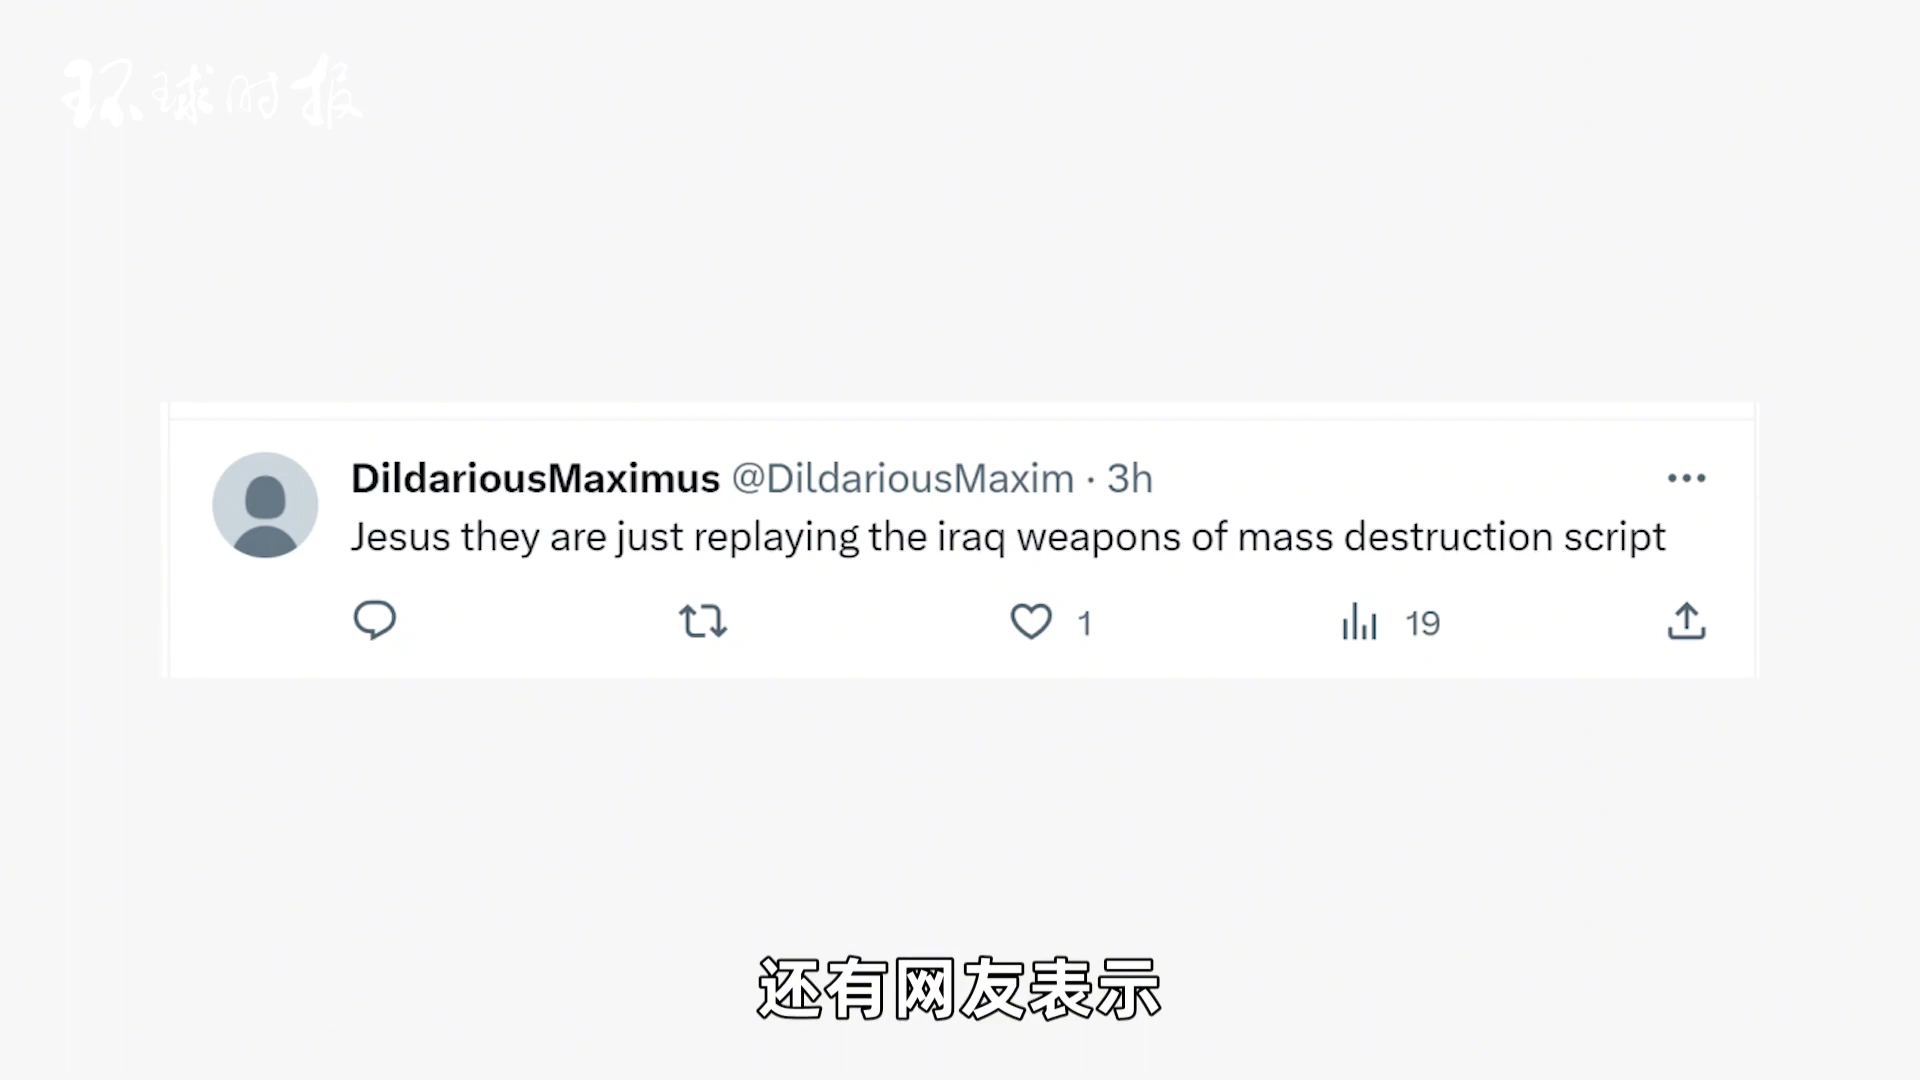 环球时报
DildariousMaximus @DildariousMaxim · 3h
Jesus they are just replaying the iraq weapons of mass destruction script
1 19
还有网友表示